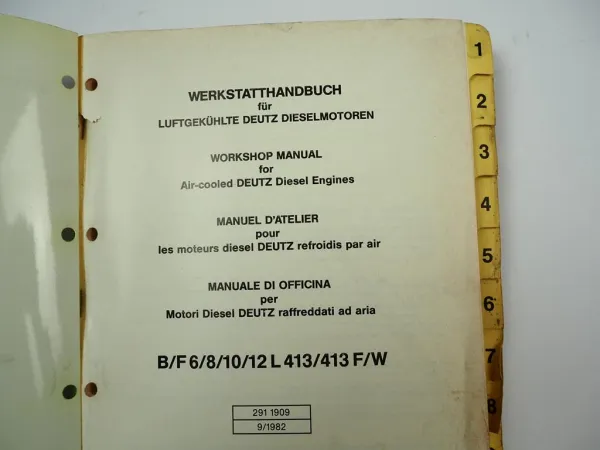 WERKSTATTHANDBUCH
für
LUFTGEKÜHLTE DEUTZ DIESELMOTOREN
WORKSHOP MANUAL
for
Air-cooled DEUTZ Diesel Engines
MANUEL D'ATELIER
pour
les moteurs diesel DEUTZ refroidis par air
MANUALE DI OFFICINA
per
Motori Diesel DEUTZ raffreddati ad aria
B/F 6/8/10/12 L 413/413 F/W
291 1909
9/1982
1
2
3
4
5
6
7
8